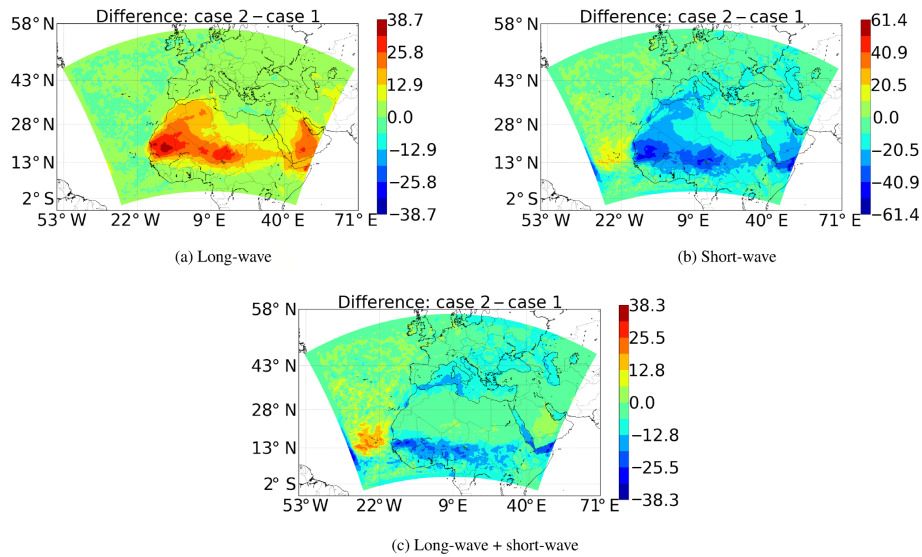 Difference: case 2 − case 1
58° N
43° N
28° N
13° N
2° S
53° W 22° W 9° E 40° E 71° E
38.7
25.8
12.9
0.0
−12.9
−25.8
−38.7
(a) Long-wave
Difference: case 2 − case 1
58° N
43° N
28° N
13° N
2° S
53° W 22° W 9° E 40° E 71° E
61.4
40.9
20.5
0.0
−20.5
−40.9
−61.4
(b) Short-wave
Difference: case 2 − case 1
58° N
43° N
28° N
13° N
2° S
53° W 22° W 9° E 40° E 71° E
38.3
25.5
12.8
0.0
−12.8
−25.5
−38.3
(c) Long-wave + short-wave